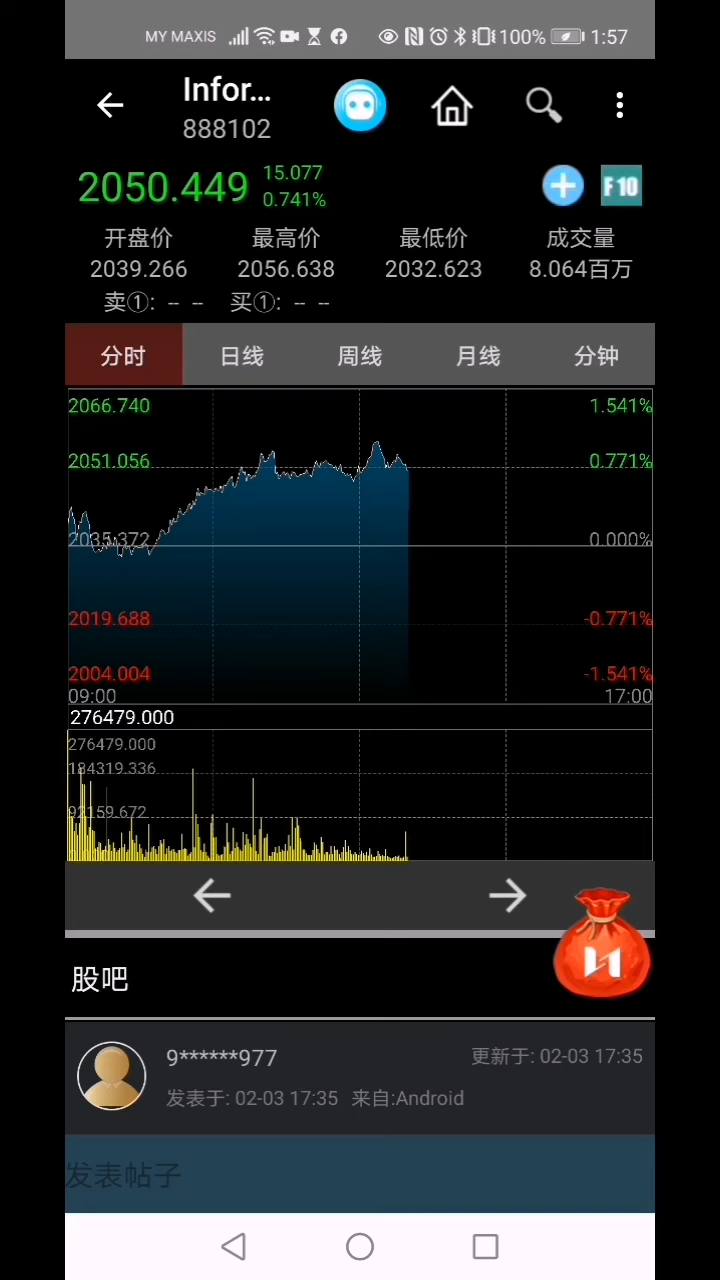 MY MAXIS 100% 1:57
Infor...
888102
2050.449 15.077
0.741%
F10
开盘价 最高价 最低价 成交量
2039.266 2056.638 2032.623 8.064百万
卖①: -- -- 买①: -- --
分时 日线 周线 月线 分钟
2066.740 1.541%
2051.056 0.771%
2035.372 0.000%
2019.688 -0.771%
2004.004 -1.541%
09:00 17:00
276479.000
276479.000
184319.336
92159.672
股吧
9******977 更新于: 02-03 17:35
发表于: 02-03 17:35 来自:Android
发表帖子